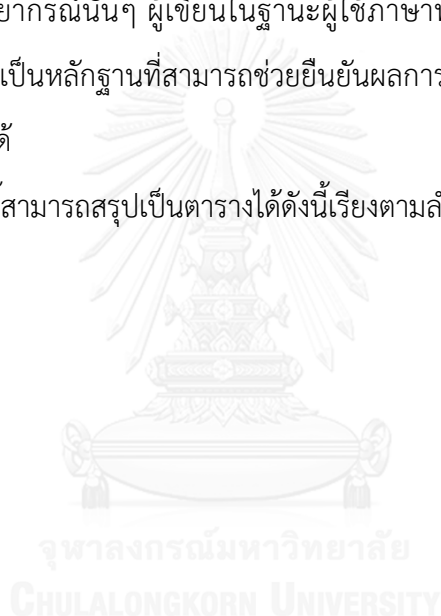 ยากรณ์นั้นๆ ผู้เขียนในฐานะผู้ใช้ภาษา
เป็นหลักฐานที่สามารถช่วยยืนยันผลการ
ด้
สามารถสรุปเป็นตารางได้ดังนี้เรียงตามลำ
จุฬาลงกรณ์มหาวิทยาลัย
CHULALONGKORN UNIVERSITY